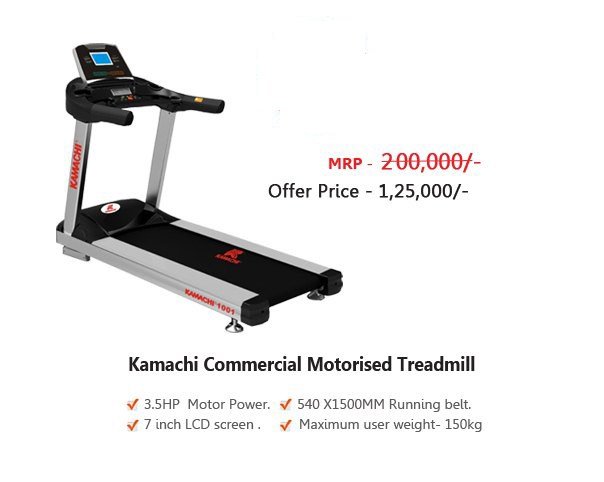 KAMACHI
KAMACHI
KAMACHI 1001
MRP - 200,000/-
Offer Price - 1,25,000/-
Kamachi Commercial Motorised Treadmill
3.5HP Motor Power.
540 X1500MM Running belt.
7 inch LCD screen .
Maximum user weight- 150kg